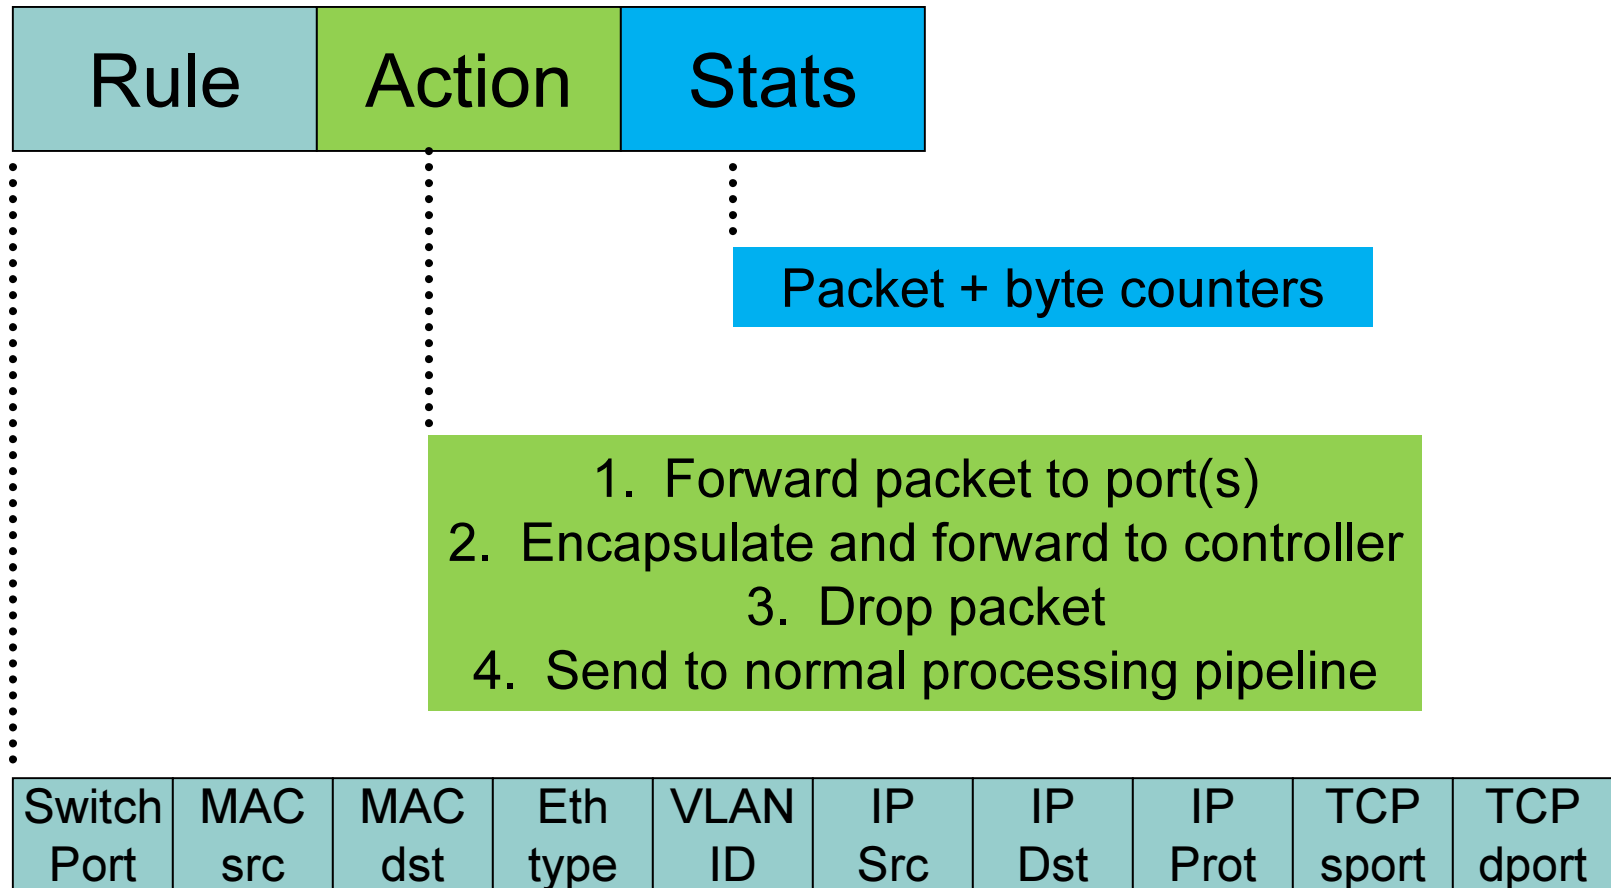 Rule Action Stats
Packet + byte counters
1. Forward packet to port(s)
2. Encapsulate and forward to controller
3. Drop packet
4. Send to normal processing pipeline
Switch Port
MAC src
MAC dst
Eth type
VLAN ID
IP Src
IP Dst
IP Prot
TCP sport
TCP dport